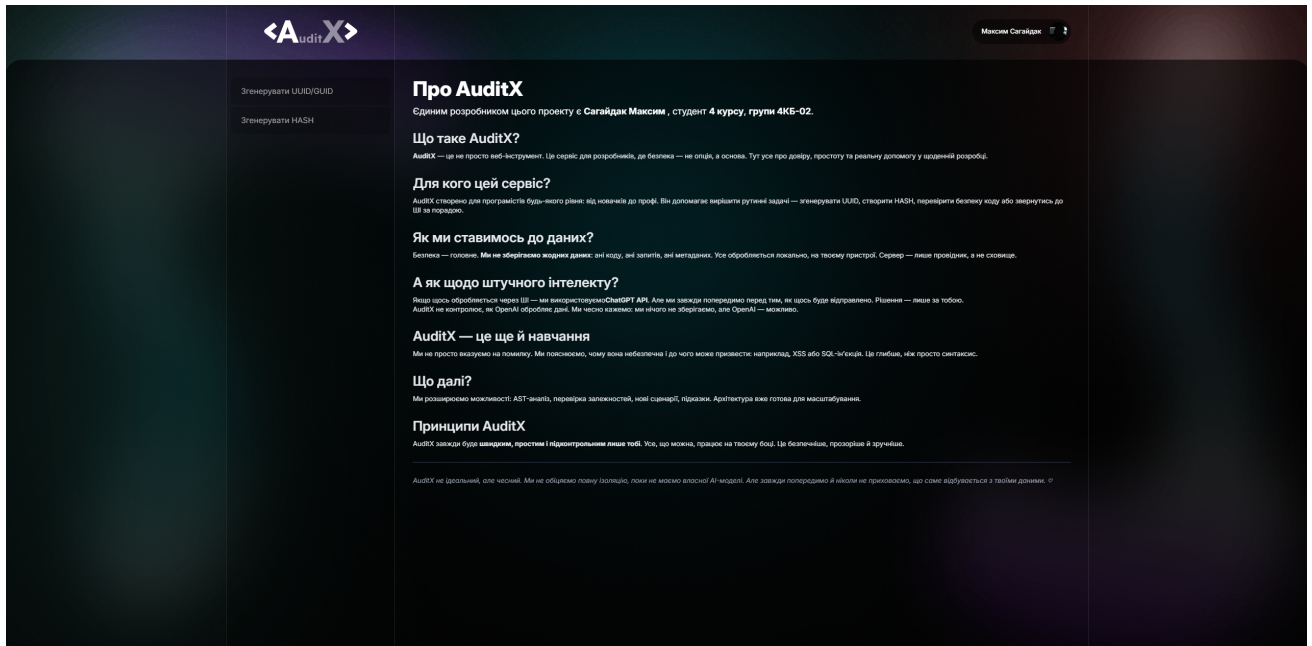 <AuditX>
Максим Сагайдак
Згенерувати UUID/GUID
Згенерувати HASH
Про AuditX
Єдиним розробником цього проекту є Сагайдак Максим , студент 4 курсу, групи 4КБ-02.
Що таке AuditX?
AuditX — це не просто веб-інструмент. Це сервіс для розробників, де безпека — не опція, а основа. Тут усе про довіру, простоту та реальну допомогу у щоденній розробці.
Для кого цей сервіс?
AuditX створено для програмістів будь-якого рівня: від новачків до профі. Він допомагає вирішити рутинні задачі — згенерувати UUID, створити HASH, перевірити безпеку коду або звернутись до
ШІ за порадою.
Як ми ставимось до даних?
Безпека — головне. Ми не зберігаємо жодних даних: ані коду, ані запитів, ані метаданих. Усе обробляється локально, на твоєму пристрої. Сервер — лише провідник, а не сховище.
А як щодо штучного інтелекту?
Якщо щось обробляється через ШІ — ми використовуємоChatGPT API. Але ми завжди попередимо перед тим, як щось буде відправлено. Рішення — лише за тобою.
AuditX не контролює, як OpenAI обробляє дані. Ми чесно кажемо: ми нічого не зберігаємо, але OpenAI — можливо.
AuditX — це ще й навчання
Ми не просто вказуємо на помилку. Ми пояснюємо, чому вона небезпечна і до чого може призвести: наприклад, XSS або SQL-ін'єкція. Це глибше, ніж просто синтаксис.
Що далі?
Ми розширюємо можливості: AST-аналіз, перевірка залежностей, нові сценарії, підказки. Архітектура вже готова для масштабування.
Принципи AuditX
AuditX завжди буде швидким, простим і підконтрольним лише тобі. Усе, що можна, працює на твоєму боці. Це безпечніше, прозоріше й зручніше.
AuditX не ідеальний, але чесний. Ми не обіцяємо повну ізоляцію, поки не маємо власної AI-моделі. Але завжди попередимо й ніколи не приховаємо, що саме відбувається з твоїми даними. ♡